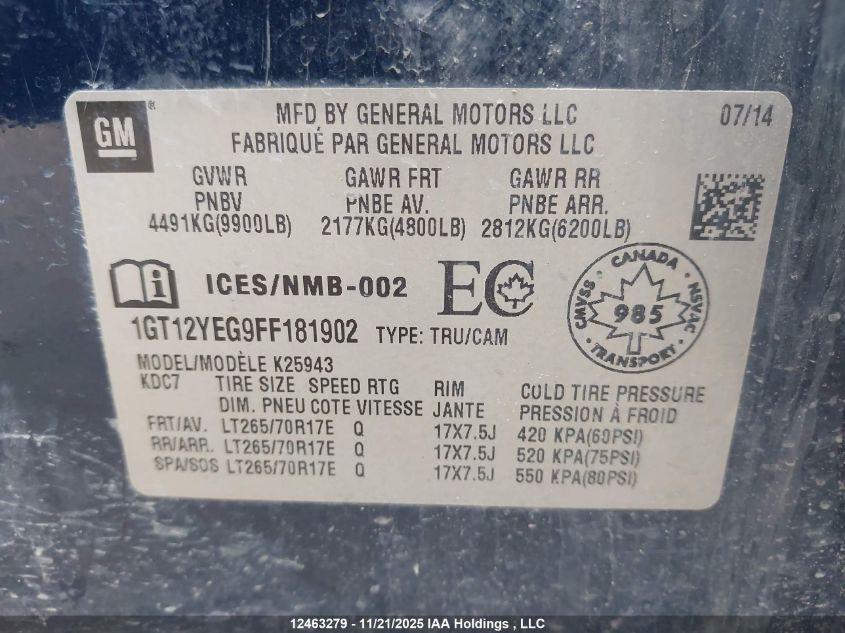 GM
MFD BY GENERAL MOTORS LLC 07/14
FABRIQUÉ PAR GENERAL MOTORS LLC
GVWR GAWR FRT GAWR RR
PNBV PNBE AV. PNBE ARR.
4491KG(9900LB) 2177KG(4800LB) 2812KG(6200LB)
ICES/NMB-002 EC
CANADA
CMVSS 985 NSVAC
TRANSPORT
1GT12YEG9FF181902 TYPE: TRU/CAM
MODEL/MODÈLE K25943
KDC7 TIRE SIZE SPEED RTG RIM COLD TIRE PRESSURE
DIM. PNEU COTE VITESSE JANTE PRESSION À FROID
FRT/AV. LT265/70R17E Q 17X7.5J 420 KPA(60PSI)
RR/ARR. LT265/70R17E Q 17X7.5J 520 KPA(75PSI)
SPA/SOS LT265/70R17E Q 17X7.5J 550 KPA(80PSI)
12463279 - 11/21/2025 IAA Holdings , LLC